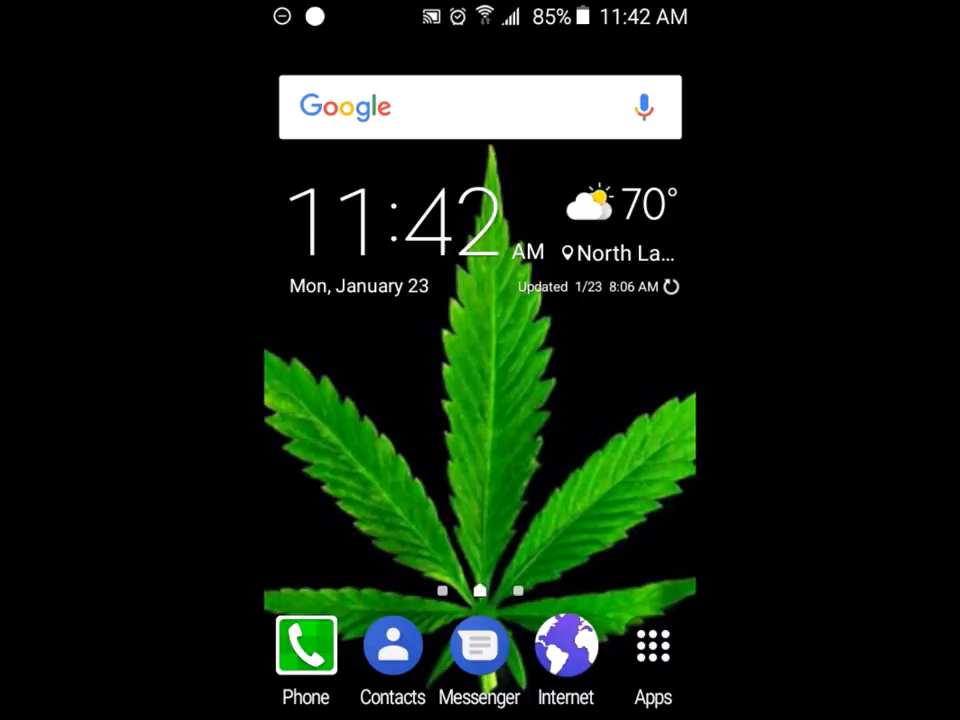 85% 11:42 AM
Google
11:42 AM
70°
North La...
Mon, January 23
Updated 1/23 8:06 AM
Phone Contacts Messenger Internet Apps